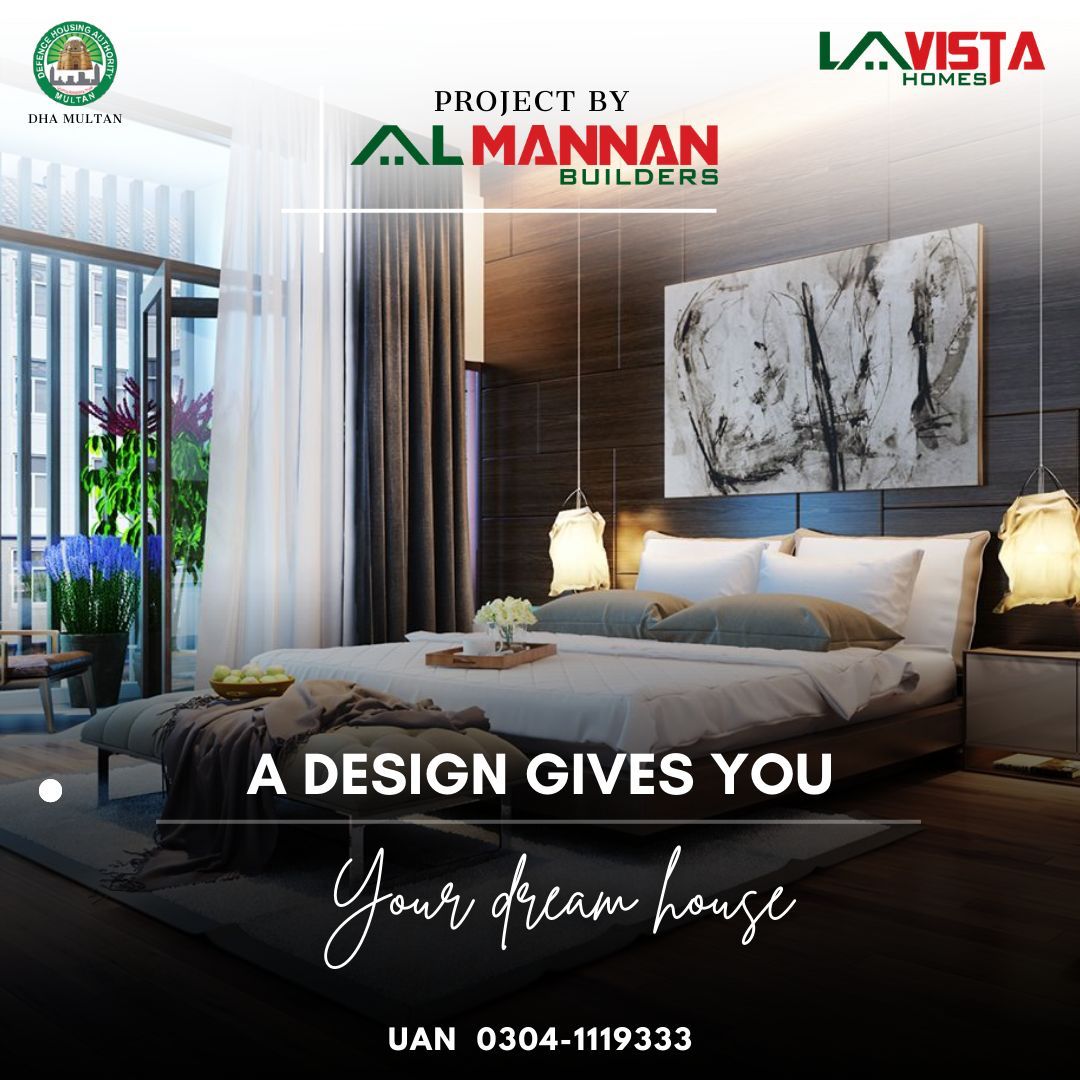 DEFENCE HOUSING AUTHORITY
MULTAN
DHA MULTAN
LAVISTA
HOMES
PROJECT BY
AL MANNAN
BUILDERS
A DESIGN GIVES YOU
Your dream house
UAN 0304-1119333